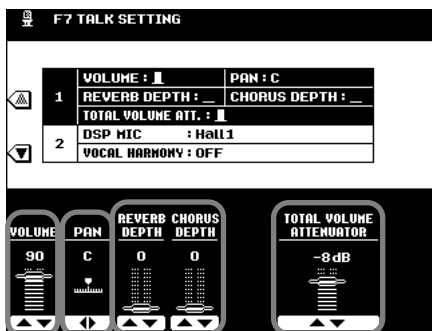 F7 TALK SETTING
1
VOLUME :
PAN : C
REVERB DEPTH :
CHORUS DEPTH :
TOTAL VOLUME ATT. :
2
DSP MIC : Hall1
VOCAL HARMONY : OFF
VOLUME
PAN
REVERB DEPTH
CHORUS DEPTH
TOTAL VOLUME ATTENUATOR
90
C
0
0
-8dB